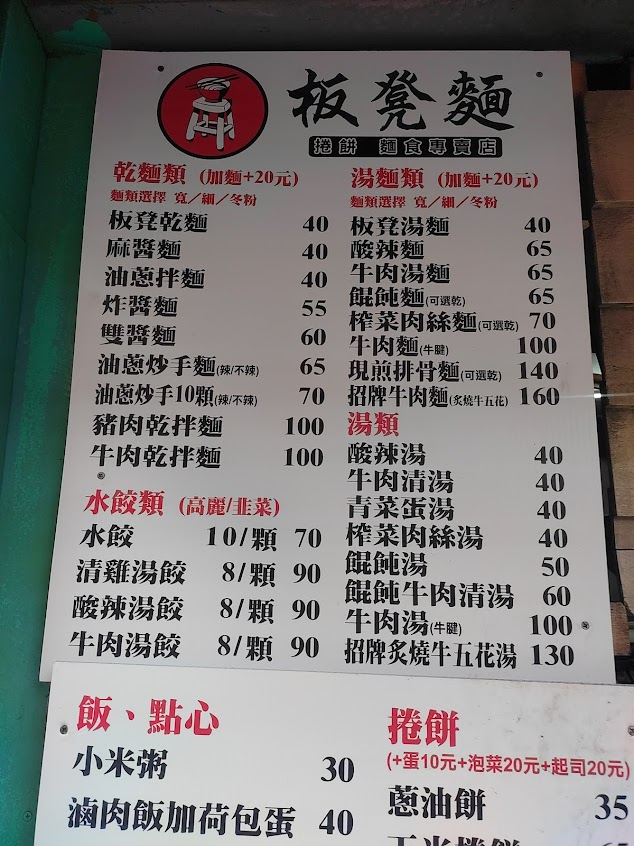 板凳麵
捲餅 麵食專賣店
乾麵類 (加麵+20元)
麵類選擇 寬/細/冬粉
板凳乾麵 40
麻醬麵 40
油蔥拌麵 40
炸醬麵 55
雙醬麵 60
油蔥炒手麵(辣/不辣) 65
油蔥炒手10顆(辣/不辣) 70
豬肉乾拌麵 100
牛肉乾拌麵 100
水餃類 (高麗/韭菜)
水餃 10/顆 70
清雞湯餃 8/顆 90
酸辣湯餃 8/顆 90
牛肉湯餃 8/顆 90
湯麵類 (加麵+20元)
麵類選擇 寬/細/冬粉
板凳湯麵 40
酸辣麵 65
牛肉湯麵 65
餛飩麵(可選乾) 65
榨菜肉絲麵(可選乾) 70
牛肉麵(牛腱) 100
現煎排骨麵(可選乾) 140
招牌牛肉麵(炙燒牛五花) 160
湯類
酸辣湯 40
牛肉清湯 40
青菜蛋湯 40
榨菜肉絲湯 40
餛飩湯 50
餛飩牛肉清湯 60
牛肉湯(牛腱) 100
招牌炙燒牛五花湯 130
飯、點心
小米粥 30
滷肉飯加荷包蛋 40
捲餅
(+蛋10元+泡菜20元+起司20元)
蔥油餅 35